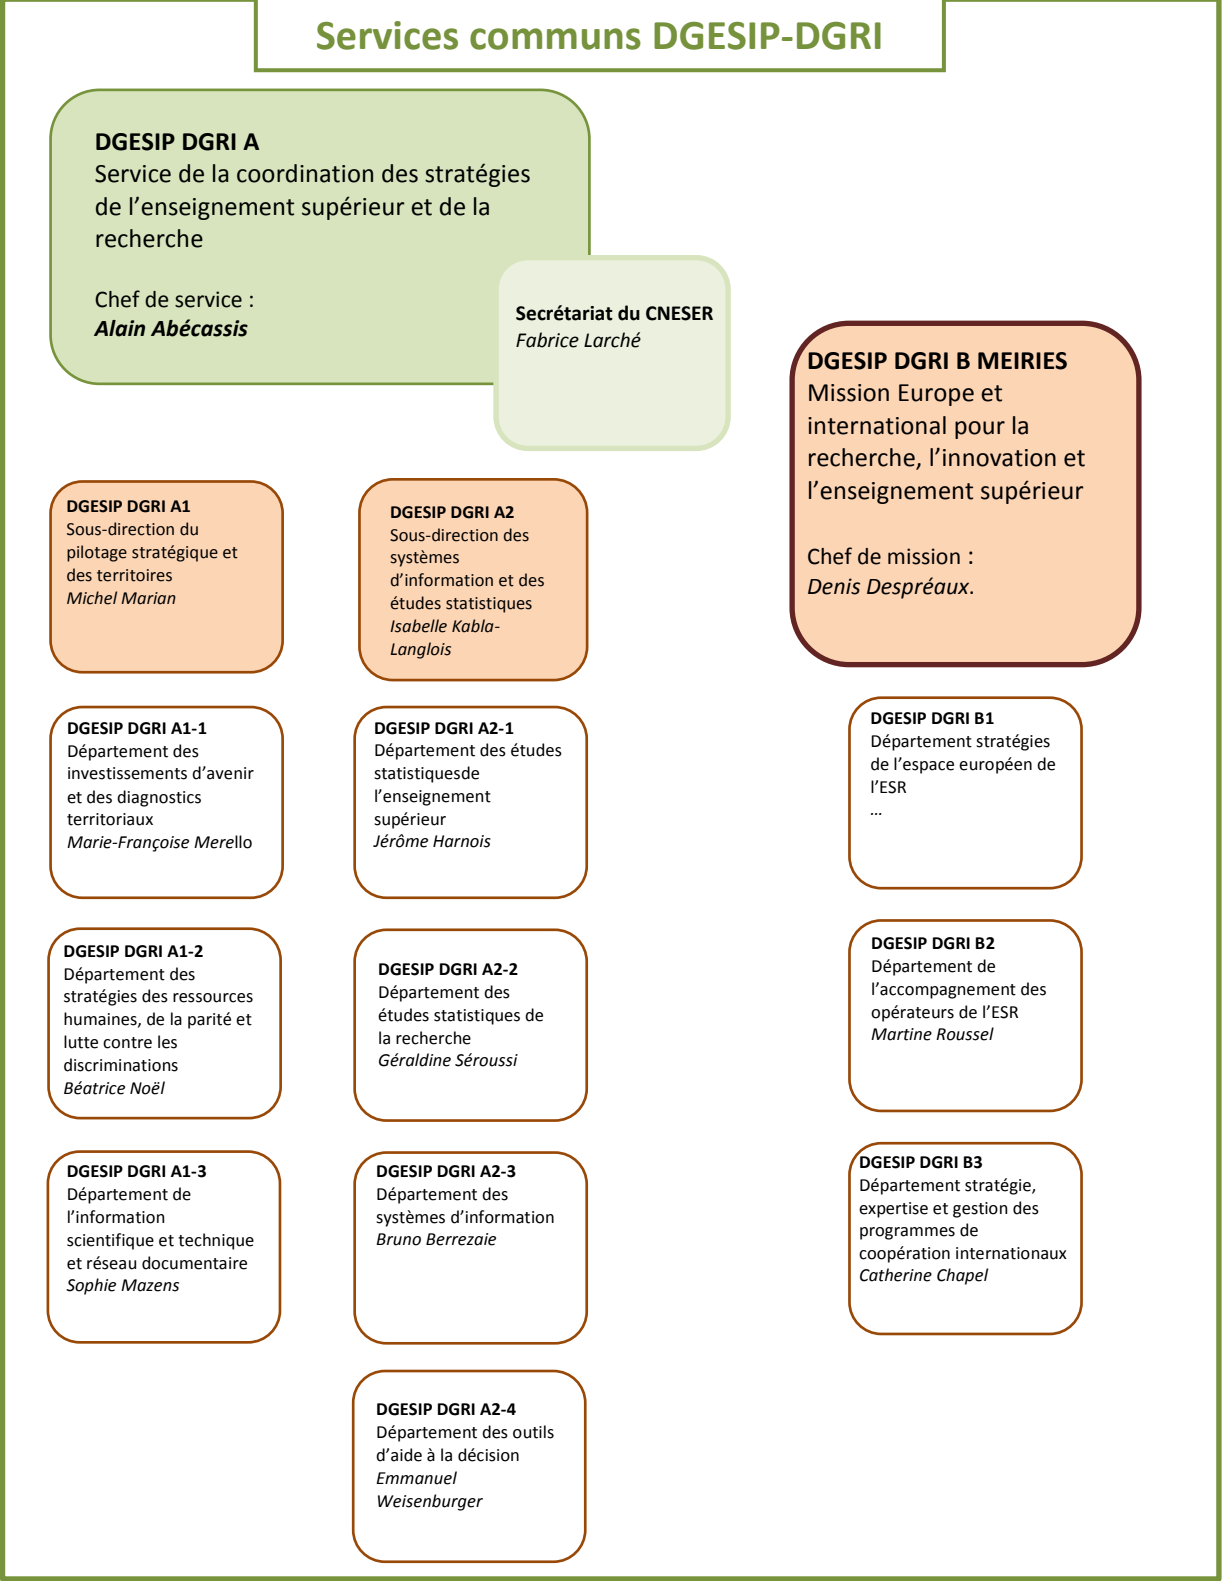 Services communs DGESIP-DGRI
DGESIP DGRI A
Service de la coordination des stratégies
de l’enseignement supérieur et de la
recherche
Chef de service :
Alain Abécassis
Secrétariat du CNESER
Fabrice Larché
DGESIP DGRI B MEIRIES
Mission Europe et
international pour la
recherche, l’innovation et
l’enseignement supérieur
Chef de mission :
Denis Despréaux.
DGESIP DGRI A1
Sous-direction du
pilotage stratégique et
des territoires
Michel Marian
DGESIP DGRI A2
Sous-direction des
systèmes
d’information et des
études statistiques
Isabelle Kabla-
Langlois
DGESIP DGRI A1-1
Département des
investissements d’avenir
et des diagnostics
territoriaux
Marie-Françoise Merello
DGESIP DGRI A2-1
Département des études
statistiquesde
l’enseignement
supérieur
Jérôme Harnois
DGESIP DGRI B1
Département stratégies
de l’espace européen de
l’ESR
...
DGESIP DGRI A1-2
Département des
stratégies des ressources
humaines, de la parité et
lutte contre les
discriminations
Béatrice Noël
DGESIP DGRI A2-2
Département des
études statistiques de
la recherche
Géraldine Séroussi
DGESIP DGRI B2
Département de
l’accompagnement des
opérateurs de l’ESR
Martine Roussel
DGESIP DGRI A1-3
Département de
l’information
scientifique et technique
et réseau documentaire
Sophie Mazens
DGESIP DGRI A2-3
Département des
systèmes d’information
Bruno Berrezaie
DGESIP DGRI B3
Département stratégie,
expertise et gestion des
programmes de
coopération internationaux
Catherine Chapel
DGESIP DGRI A2-4
Département des outils
d’aide à la décision
Emmanuel
Weisenburger